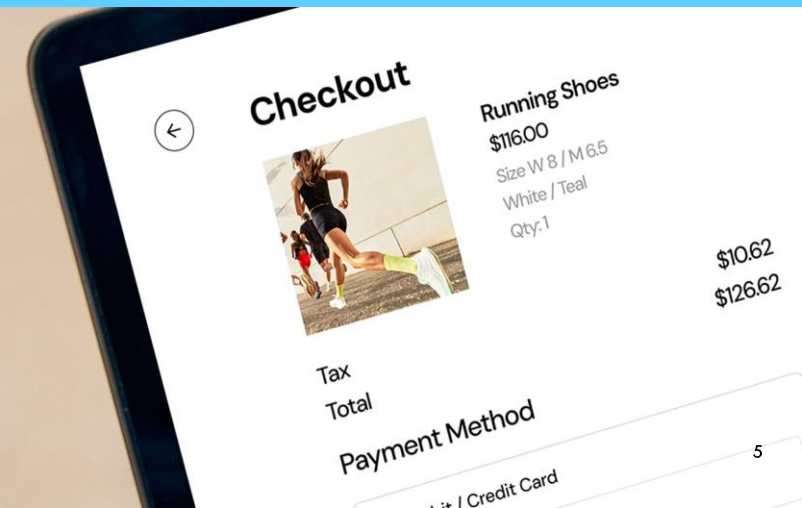 Checkout
Running Shoes
$116.00
Size W 8 / M 6.5
White / Teal
Qty: 1
Tax $10.62
Total $126.62
Payment Method
/ Credit Card
5